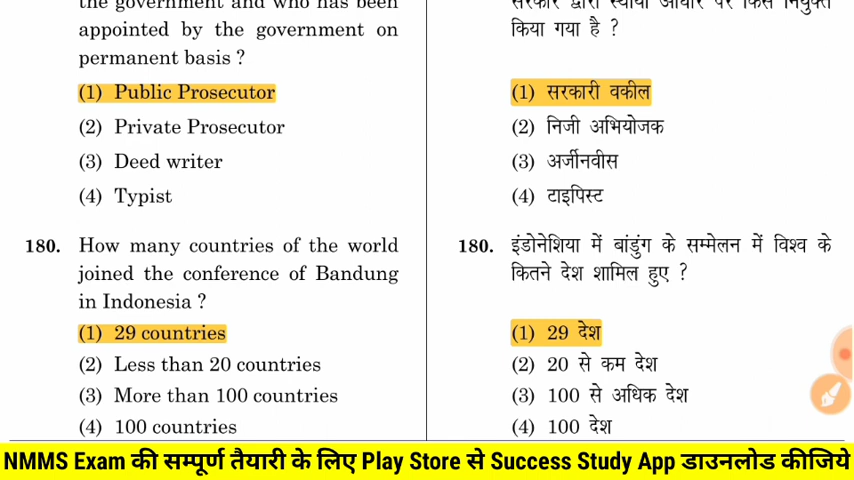 the government and who has been
appointed by the government on
permanent basis ?
(1) Public Prosecutor
(2) Private Prosecutor
(3) Deed writer
(4) Typist
180. How many countries of the world
joined the conference of Bandung
in Indonesia ?
(1) 29 countries
(2) Less than 20 countries
(3) More than 100 countries
(4) 100 countries
सरकार द्वारा स्थायी आधार पर किसे नियुक्त
किया गया है ?
(1) सरकारी वकील
(2) निजी अभियोजक
(3) अर्जीनवीस
(4) टाइपिस्ट
180. इंडोनेशिया में बांडुंग के सम्मेलन में विश्व के
कितने देश शामिल हुए ?
(1) 29 देश
(2) 20 से कम देश
(3) 100 से अधिक देश
(4) 100 देश
NMMS Exam की सम्पूर्ण तैयारी के लिए Play Store से Success Study App डाउनलोड कीजिये